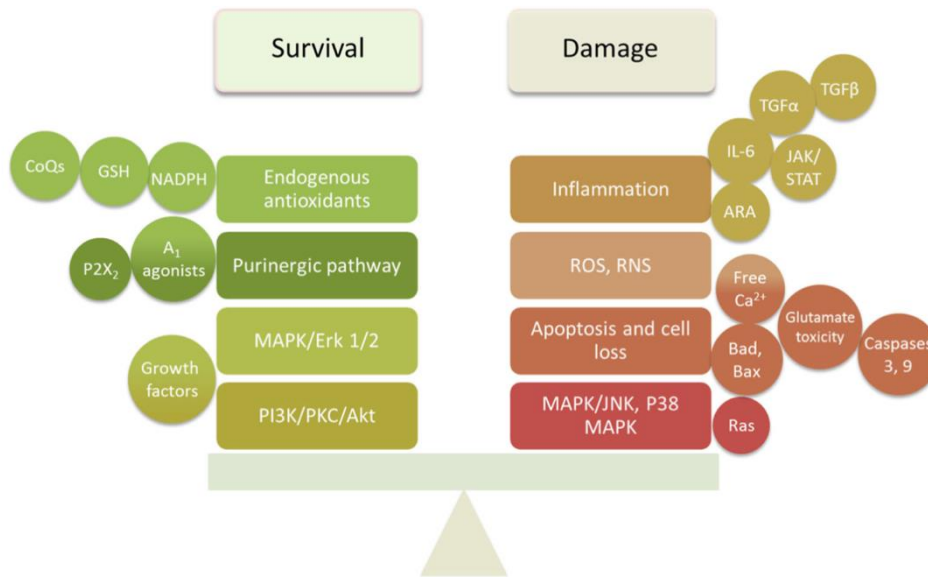 Survival
Damage
CoQs
GSH
NADPH
Endogenous
antioxidants
P2X₂
A₁
agonists
Purinergic pathway
Growth
factors
MAPK/Erk 1/2
PI3K/PKC/Akt
Inflammation
TGFα
TGFβ
IL-6
JAK/
STAT
ARA
ROS, RNS
Free
Ca²⁺
Apoptosis and cell
loss
Glutamate
toxicity
Bad,
Bax
Caspases
3, 9
MAPK/JNK, P38
MAPK
Ras